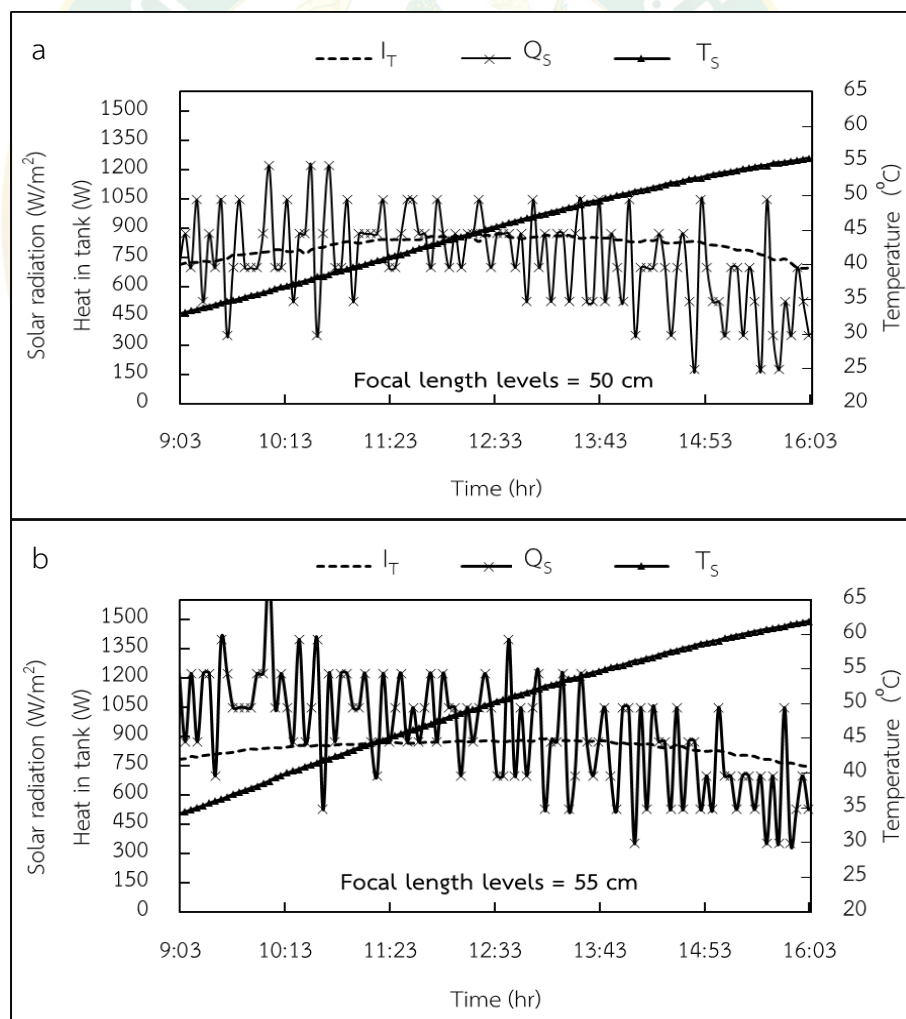 a
I_T Q_S T_S
Solar radiation (W/m²)
Heat in tank (W)
1500
1350
1200
1050
900
750
600
450
300
150
0
65
60
55
50
45
40
35
30
25
20
Temperature (⁰C)
Focal length levels = 50 cm
9:03 10:13 11:23 12:33 13:43 14:53 16:03
Time (hr)
b
I_T Q_S T_S
Solar radiation (W/m²)
Heat in tank (W)
1500
1350
1200
1050
900
750
600
450
300
150
0
65
60
55
50
45
40
35
30
25
20
Temperature (⁰C)
Focal length levels = 55 cm
9:03 10:13 11:23 12:33 13:43 14:53 16:03
Time (hr)